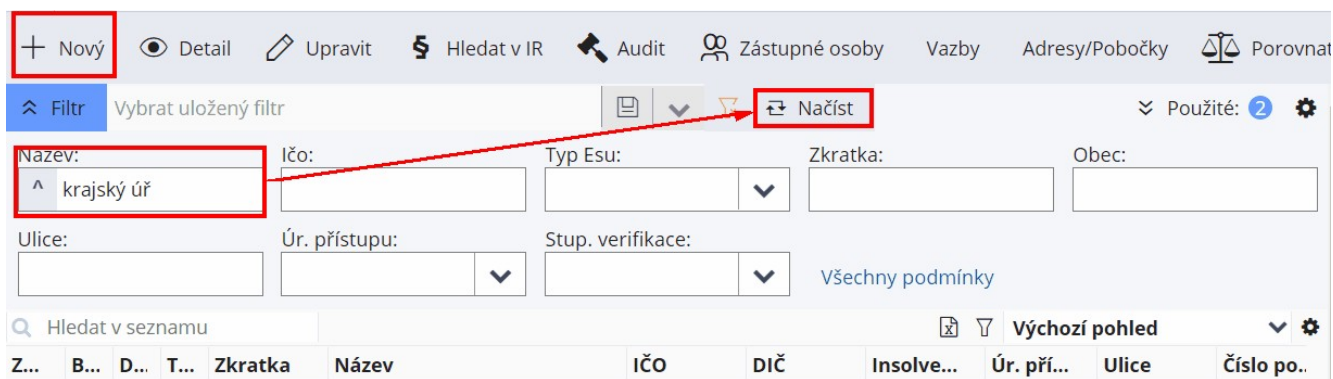 Nový Detail Upravit § Hledat v IR Audit Zástupné osoby Vazby Adresy/Pobočky Porovnat
Filtr Vybrat uložený filtr Načíst Použité: 2
Název: Ičo: Typ Esu: Zkratka: Obec:
^ krajský úř
Ulice: Úr. přístupu: Stup. verifikace:
Všechny podmínky
Hledat v seznamu Výchozí pohled
Z... B... D... T... Zkratka Název IČO DIČ Insolve... Úr. pří... Ulice Číslo po..